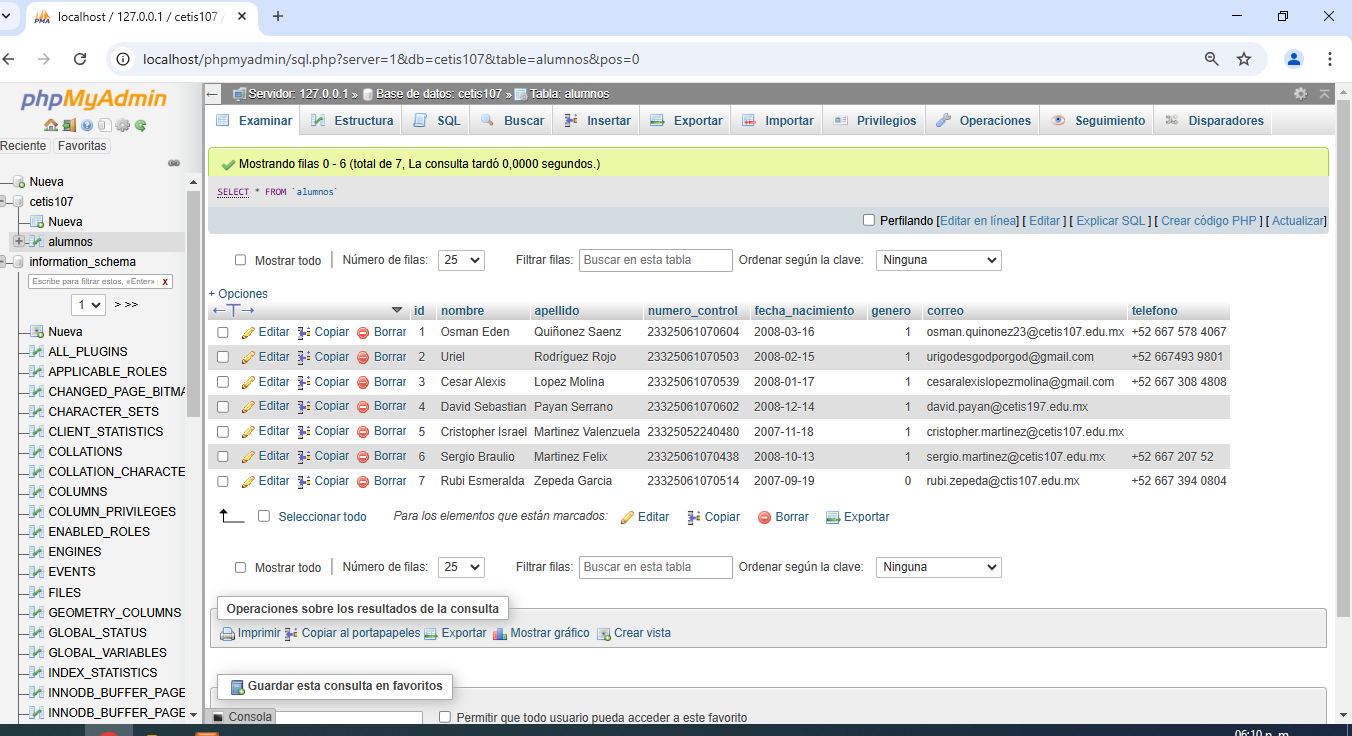 localhost / 127.0.0.1 / cetis107 /
localhost/phpmyadmin/sql.php?server=1&db=cetis107&table=alumnos&pos=0
phpMyAdmin
Reciente Favoritas
Nueva
cetis107
Nueva
alumnos
information_schema
Escribe para filtrar estos, «Enter» X
1 > >>
Nueva
ALL_PLUGINS
APPLICABLE_ROLES
CHANGED_PAGE_BITMA
CHARACTER_SETS
CLIENT_STATISTICS
COLLATIONS
COLLATION_CHARACTE
COLUMNS
COLUMN_PRIVILEGES
ENABLED_ROLES
ENGINES
EVENTS
FILES
GEOMETRY_COLUMNS
GLOBAL_STATUS
GLOBAL_VARIABLES
INDEX_STATISTICS
INNODB_BUFFER_PAGE
INNODB_BUFFER_PAGE
Servidor: 127.0.0.1 » Base de datos: cetis107 » Tabla: alumnos
Examinar Estructura SQL Buscar Insertar Exportar Importar Privilegios Operaciones Seguimiento Disparadores
Mostrando filas 0 - 6 (total de 7, La consulta tardó 0,0000 segundos.)
SELECT * FROM `alumnos`
Perfilando [Editar en línea] [ Editar ] [ Explicar SQL ] [ Crear código PHP ] [ Actualizar]
Mostrar todo Número de filas: 25 Filtrar filas: Buscar en esta tabla Ordenar según la clave: Ninguna
+ Opciones
id nombre apellido numero_control fecha_nacimiento genero correo telefono
Editar Copiar Borrar 1 Osman Eden Quiñonez Saenz 23325061070604 2008-03-16 1 osman.quinonez23@cetis107.edu.mx +52 667 578 4067
Editar Copiar Borrar 2 Uriel Rodríguez Rojo 23325061070503 2008-02-15 1 urigodesgodporgod@gmail.com +52 667493 9801
Editar Copiar Borrar 3 Cesar Alexis Lopez Molina 23325061070539 2008-01-17 1 cesaralexislopezmolina@gmail.com +52 667 308 4808
Editar Copiar Borrar 4 David Sebastian Payan Serrano 23325061070602 2008-12-14 1 david.payan@cetis197.edu.mx
Editar Copiar Borrar 5 Cristopher Israel Martinez Valenzuela 23325052240480 2007-11-18 1 cristopher.martinez@cetis107.edu.mx
Editar Copiar Borrar 6 Sergio Braulio Martinez Felix 23325061070438 2008-10-13 1 sergio.martinez@cetis107.edu.mx +52 667 207 52
Editar Copiar Borrar 7 Rubi Esmeralda Zepeda Garcia 23325061070514 2007-09-19 0 rubi.zepeda@ctis107.edu.mx +52 667 394 0804
Seleccionar todo Para los elementos que están marcados: Editar Copiar Borrar Exportar
Mostrar todo Número de filas: 25 Filtrar filas: Buscar en esta tabla Ordenar según la clave: Ninguna
Operaciones sobre los resultados de la consulta
Imprimir Copiar al portapapeles Exportar Mostrar gráfico Crear vista
Guardar esta consulta en favoritos
Consola Permitir que todo usuario pueda acceder a este favorito
06:10 p. m.